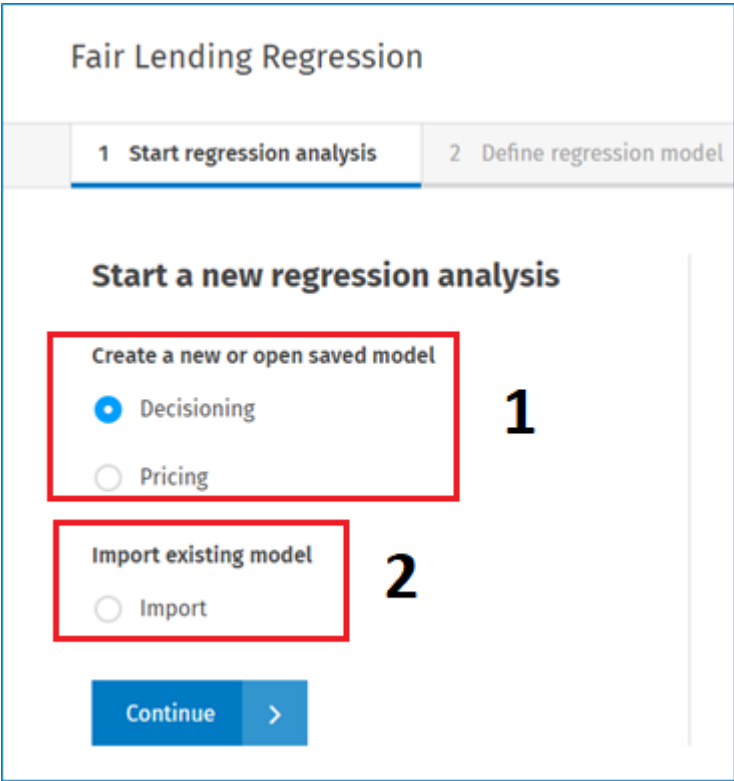 Fair Lending Regression
1 Start regression analysis 2 Define regression model
Start a new regression analysis
Create a new or open saved model
Decisioning
1
Pricing
Import existing model
2
Import
Continue